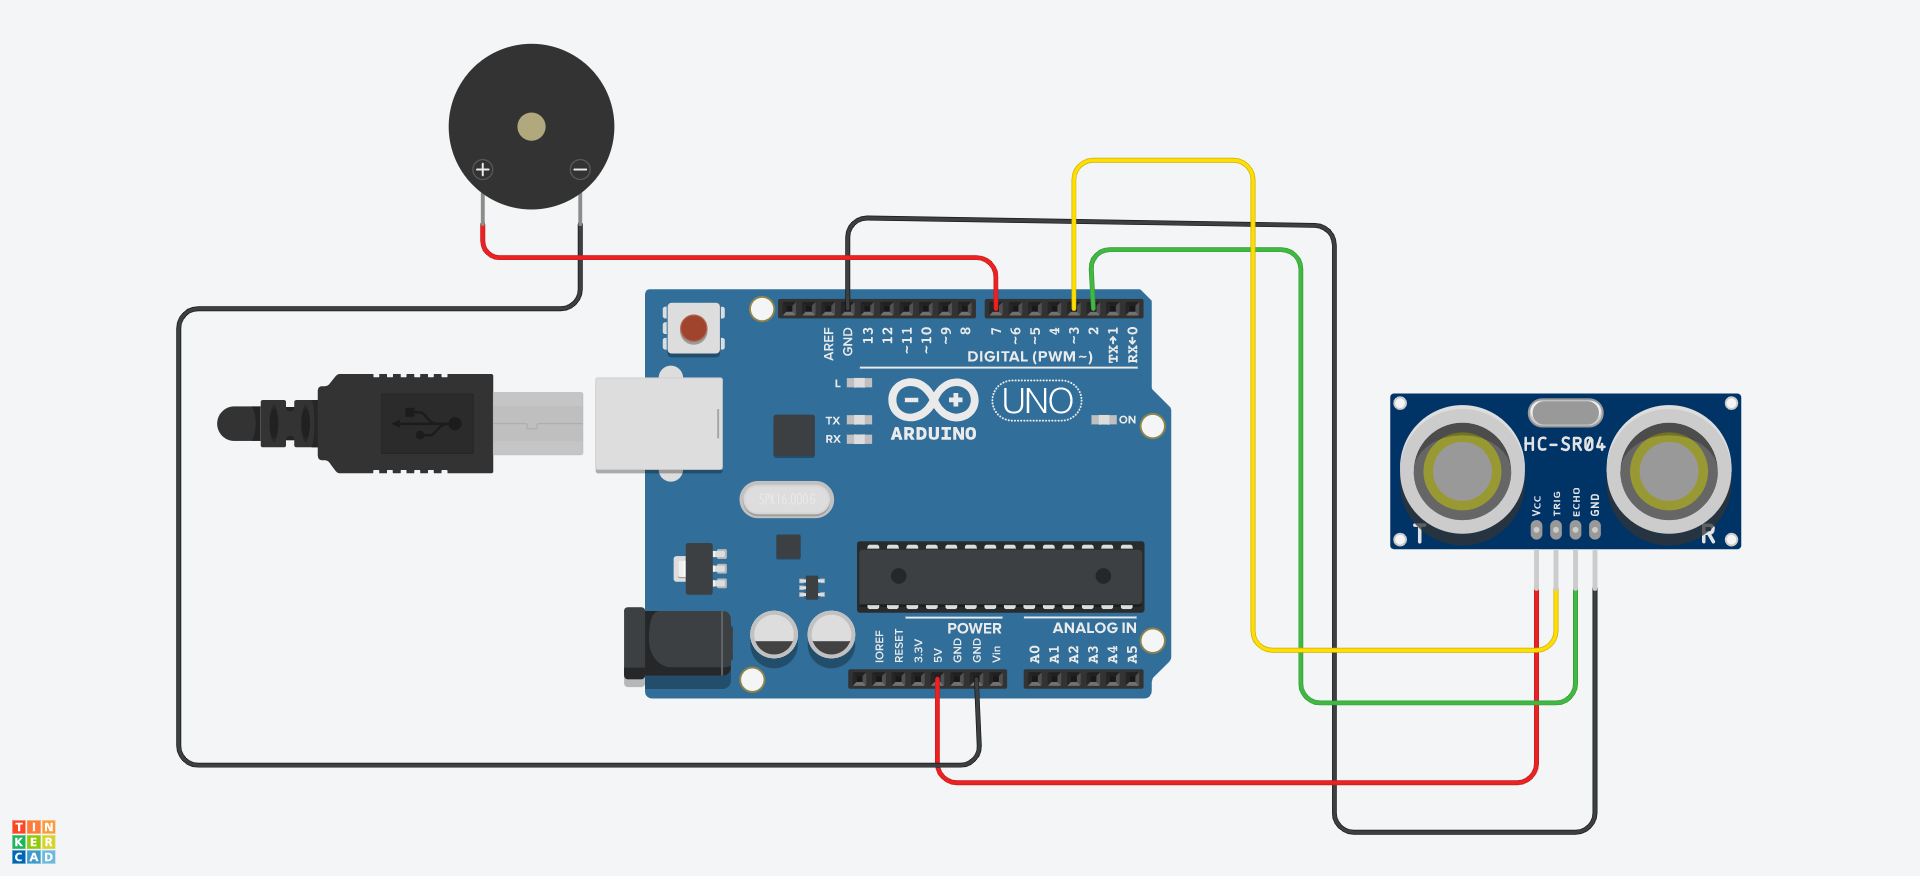 + −
AREF
GND
13
12
~11
~10
~9
8
7
~6
~5
4
~3
2
TX→1
RX←0
DIGITAL (PWM~)
L
TX
RX
ARDUINO
UNO
ON
SPK16.000G
POWER
ANALOG IN
IOREF
RESET
3.3V
5V
GND
GND
Vin
A0
A1
A2
A3
A4
A5
HC-SR04
VCC
TRIG
ECHO
GND
T
R
TIN
KER
CAD